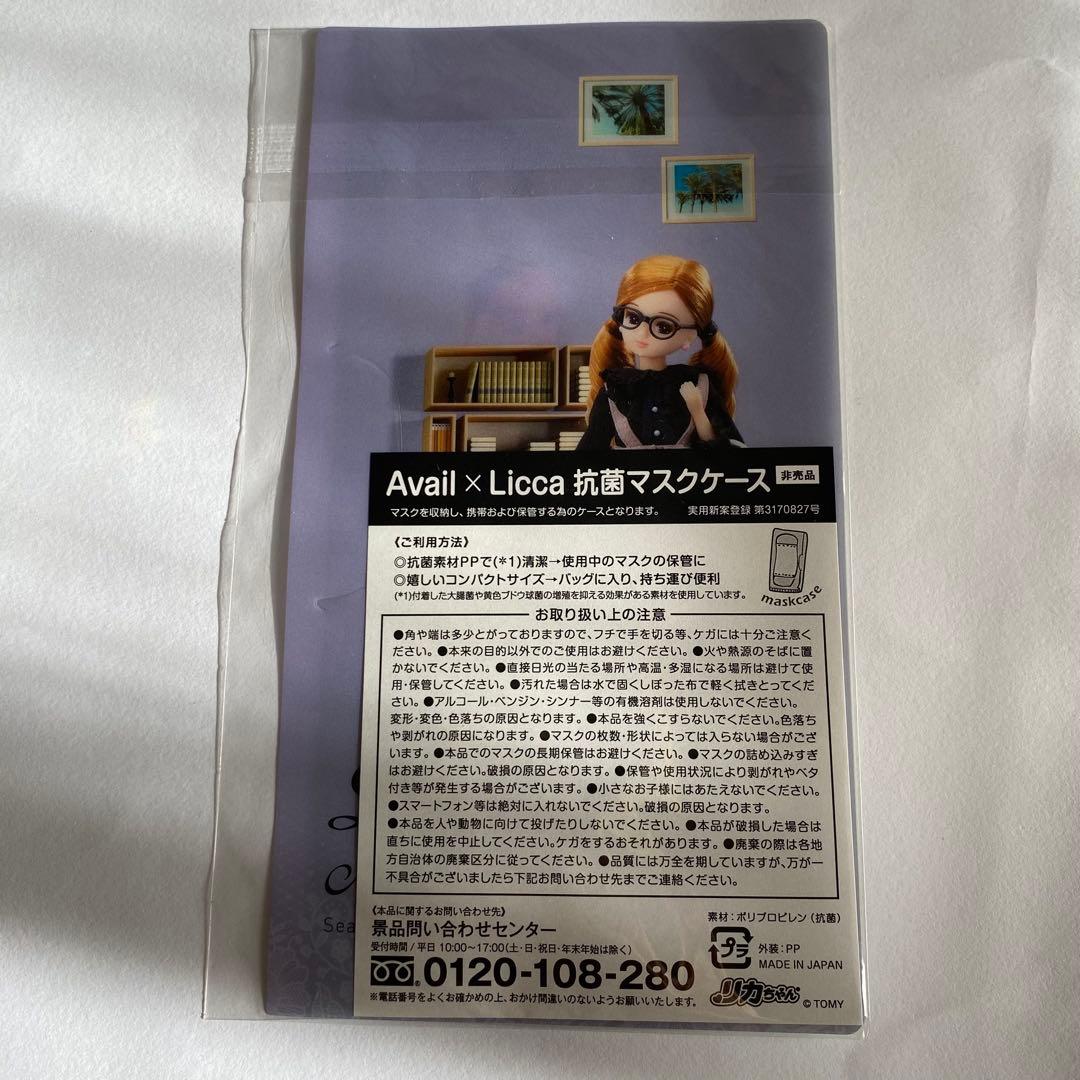 Avail × Licca 抗菌マスクケース 非売品
マスクを収納し、携帯および保管する為のケースとなります。 実用新案登録 第3170827号
《ご利用方法》
◎抗菌素材PPで(*1)清潔→使用中のマスクの保管に
◎嬉しいコンパクトサイズ→バッグに入り、持ち運び便利
(*1)付着した大腸菌や黄色ブドウ球菌の増殖を抑える効果がある素材を使用しています。
maskcase
お取り扱い上の注意
●角や端は多少とがっておりますので、フチで手を切る等、ケガには十分ご注意く
ださい。●本来の目的以外でのご使用はお避けください。●火や熱源のそばに置
かないでください。●直接日光の当たる場所や高温・多湿になる場所は避けて使
用・保管してください。●汚れた場合は水で固くしぼった布で軽く拭きとってくだ
さい。●アルコール・ベンジン・シンナー等の有機溶剤は使用しないでください。
変形・変色・色落ちの原因となります。●本品を強くこすらないでください。色落ち
や剥がれの原因になります。●マスクの枚数・形状によっては入らない場合がござ
います。●本品でのマスクの長期保管はお避けください。●マスクの詰め込みすぎ
はお避けください。破損の原因となります。●保管や使用状況により剥がれやベタ
付き等が発生する場合がございます。●小さなお子様にはあたえないでください。
●スマートフォン等は絶対に入れないでください。破損の原因となります。
●本品を人や動物に向けて投げたりしないでください。●本品が破損した場合は
直ちに使用を中止してください。ケガをするおそれがあります。●廃棄の際は各地
方自治体の廃棄区分に従ってください。●品質には万全を期していますが、万が一
不具合がございましたら下記お問い合わせ先までご連絡ください。
《本品に関するお問い合わせ先》
景品問い合わせセンター
受付時間/平日 10:00〜17:00(土・日・祝日・年末年始は除く)
0120-108-280
※電話番号をよくお確かめの上、おかけ間違いのないようお願いいたします。
素材:ポリプロピレン(抗菌)
プラ 外装:PP
MADE IN JAPAN
リカちゃん © TOMY
Sea